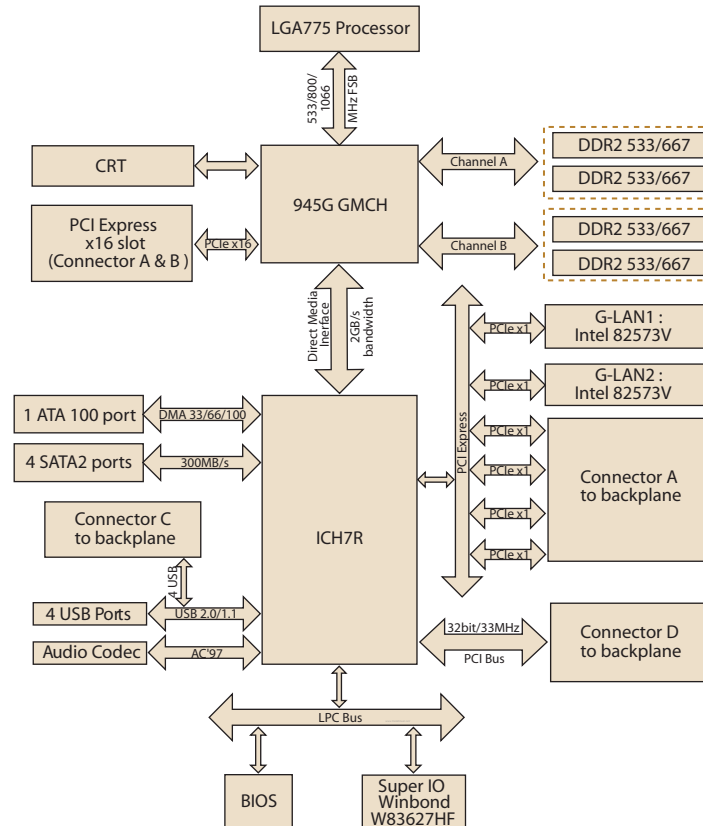 LGA775 Processor
533/800/
1066
MHz FSB
CRT
945G GMCH
Channel A
DDR2 533/667
DDR2 533/667
PCI Express
x16 slot
(Connector A & B )
PCIe x16
Channel B
DDR2 533/667
DDR2 533/667
Direct Media
Inerface
2GB/s
bandwidth
PCI Express
PCIe x1
G-LAN1 :
Intel 82573V
PCIe x1
G-LAN2 :
Intel 82573V
1 ATA 100 port
DMA 33/66/100
4 SATA2 ports
300MB/s
PCIe x1
PCIe x1
PCIe x1
PCIe x1
Connector A
to backplane
Connector C
to backplane
ICH7R
4 USB
4 USB Ports
USB 2.0/1.1
Audio Codec
AC'97
32bit/33MHz
PCI Bus
Connector D
to backplane
LPC Bus
BIOS
Super IO
Winbond
W83627HF